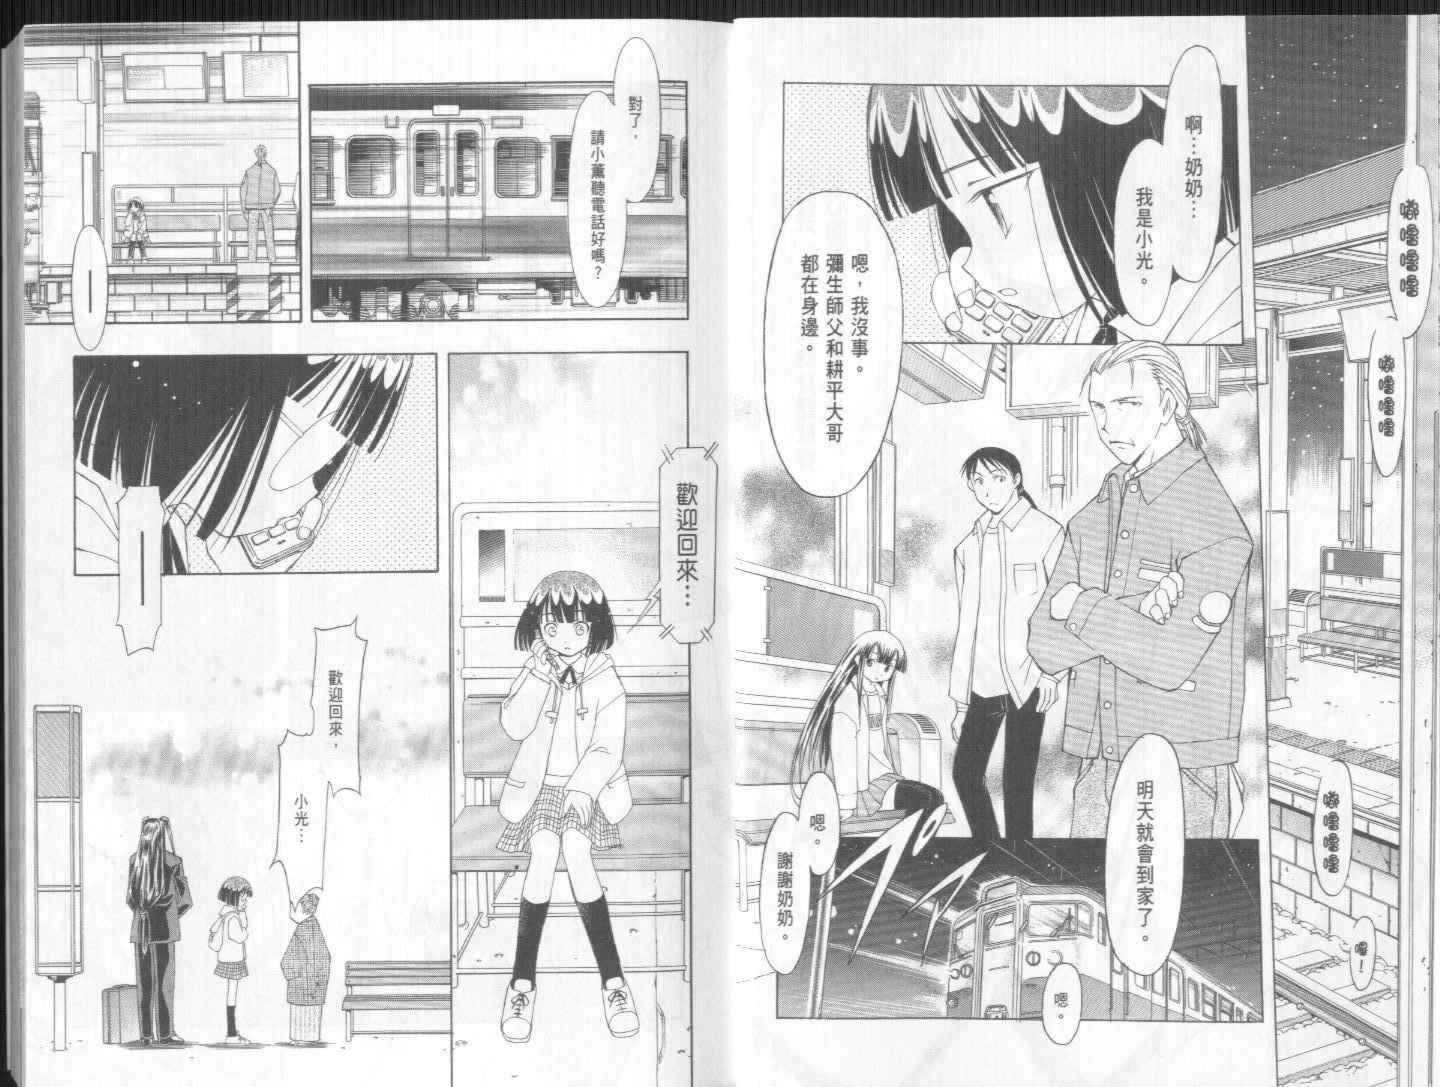 嘟嚕嚕嚕
嘟嚕嚕嚕嚕
嘟嚕嚕嚕
喔！
啊…奶奶…
我是小光。
嗯，我沒事。
彌生師父和耕平大哥
都在身邊。
明天就會到家了。
嗯。
嗯。
謝謝奶奶。
對了，
請小薰聽電話好嗎？
——
歡迎回來…
——
歡迎回來，
小光…